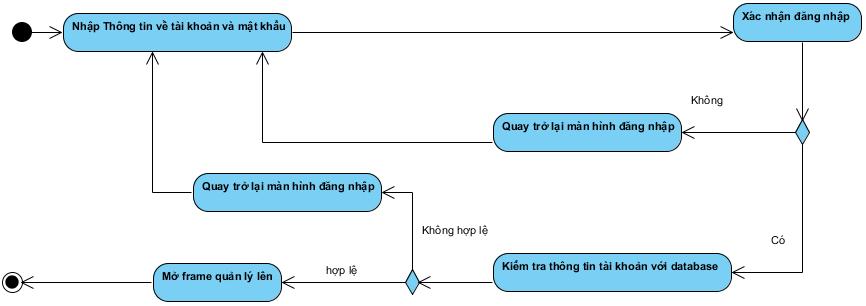 Nhập Thông tin về tài khoản và mật khẩu
Xác nhận đăng nhập
Không
Quay trở lại màn hình đăng nhập
Quay trở lại màn hình đăng nhập
Không hợp lệ
Có
Kiểm tra thông tin tài khoản với database
hợp lệ
Mở frame quản lý lên